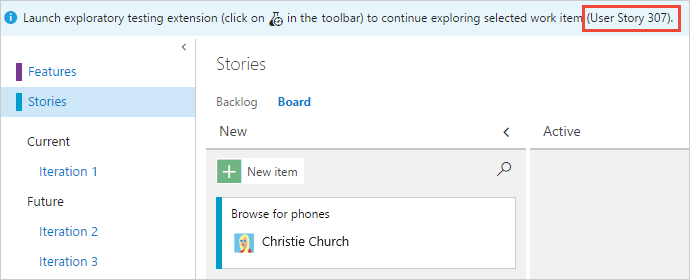 Launch exploratory testing extension (click on in the toolbar) to continue exploring selected work item (User Story 307).
Features
Stories
Current
Iteration 1
Future
Iteration 2
Iteration 3
Stories
Backlog Board
New
Active
New item
Browse for phones
Christie Church